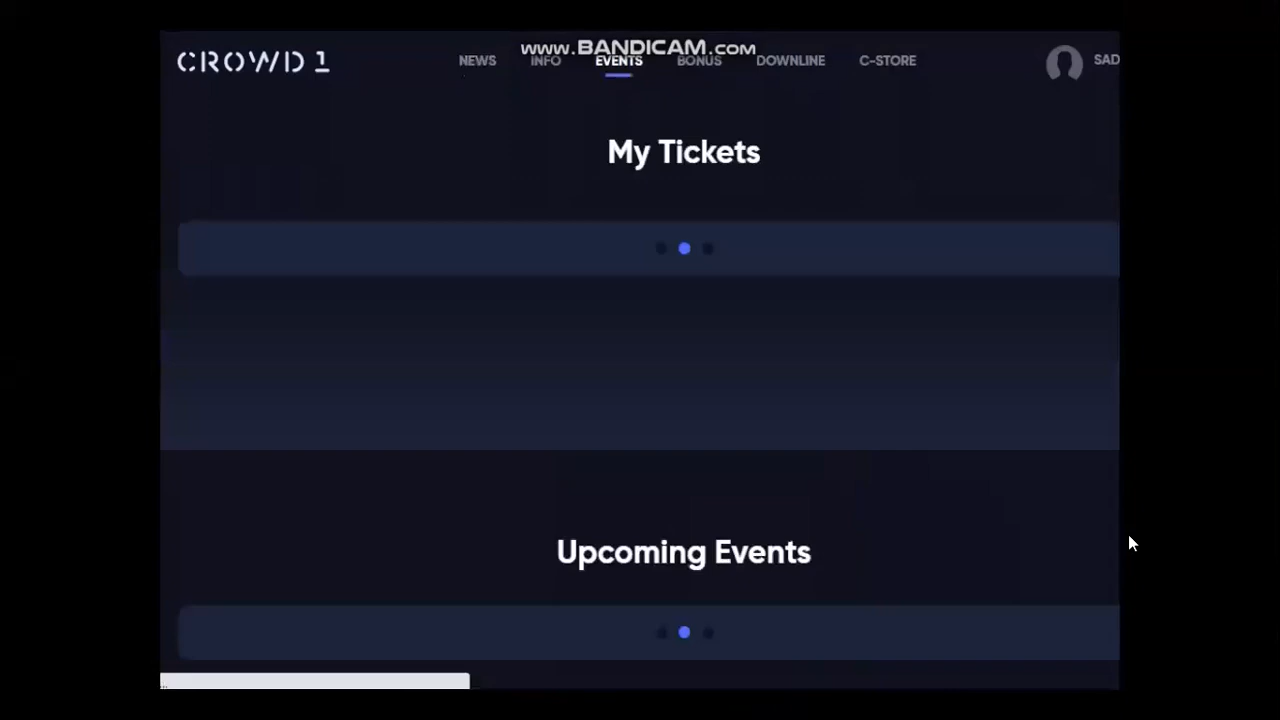 www.BANDICAM.com
CROWD 1 NEWS INFO EVENTS BONUS DOWNLINE C-STORE SAD
My Tickets
Upcoming Events